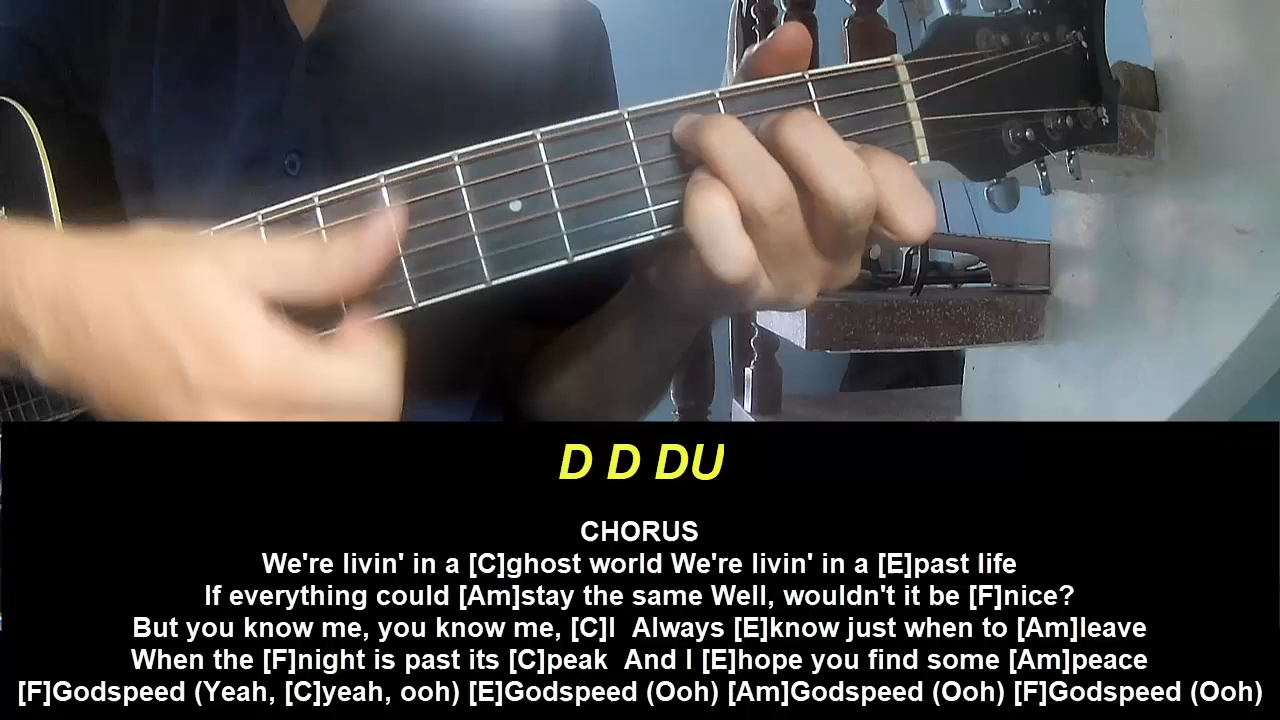 D D DU
CHORUS
We're livin' in a [C]ghost world We're livin' in a [E]past life
If everything could [Am]stay the same Well, wouldn't it be [F]nice?
But you know me, you know me, [C]I  Always [E]know just when to [Am]leave
When the [F]night is past its [C]peak  And I [E]hope you find some [Am]peace
[F]Godspeed (Yeah, [C]yeah, ooh) [E]Godspeed (Ooh) [Am]Godspeed (Ooh) [F]Godspeed (Ooh)